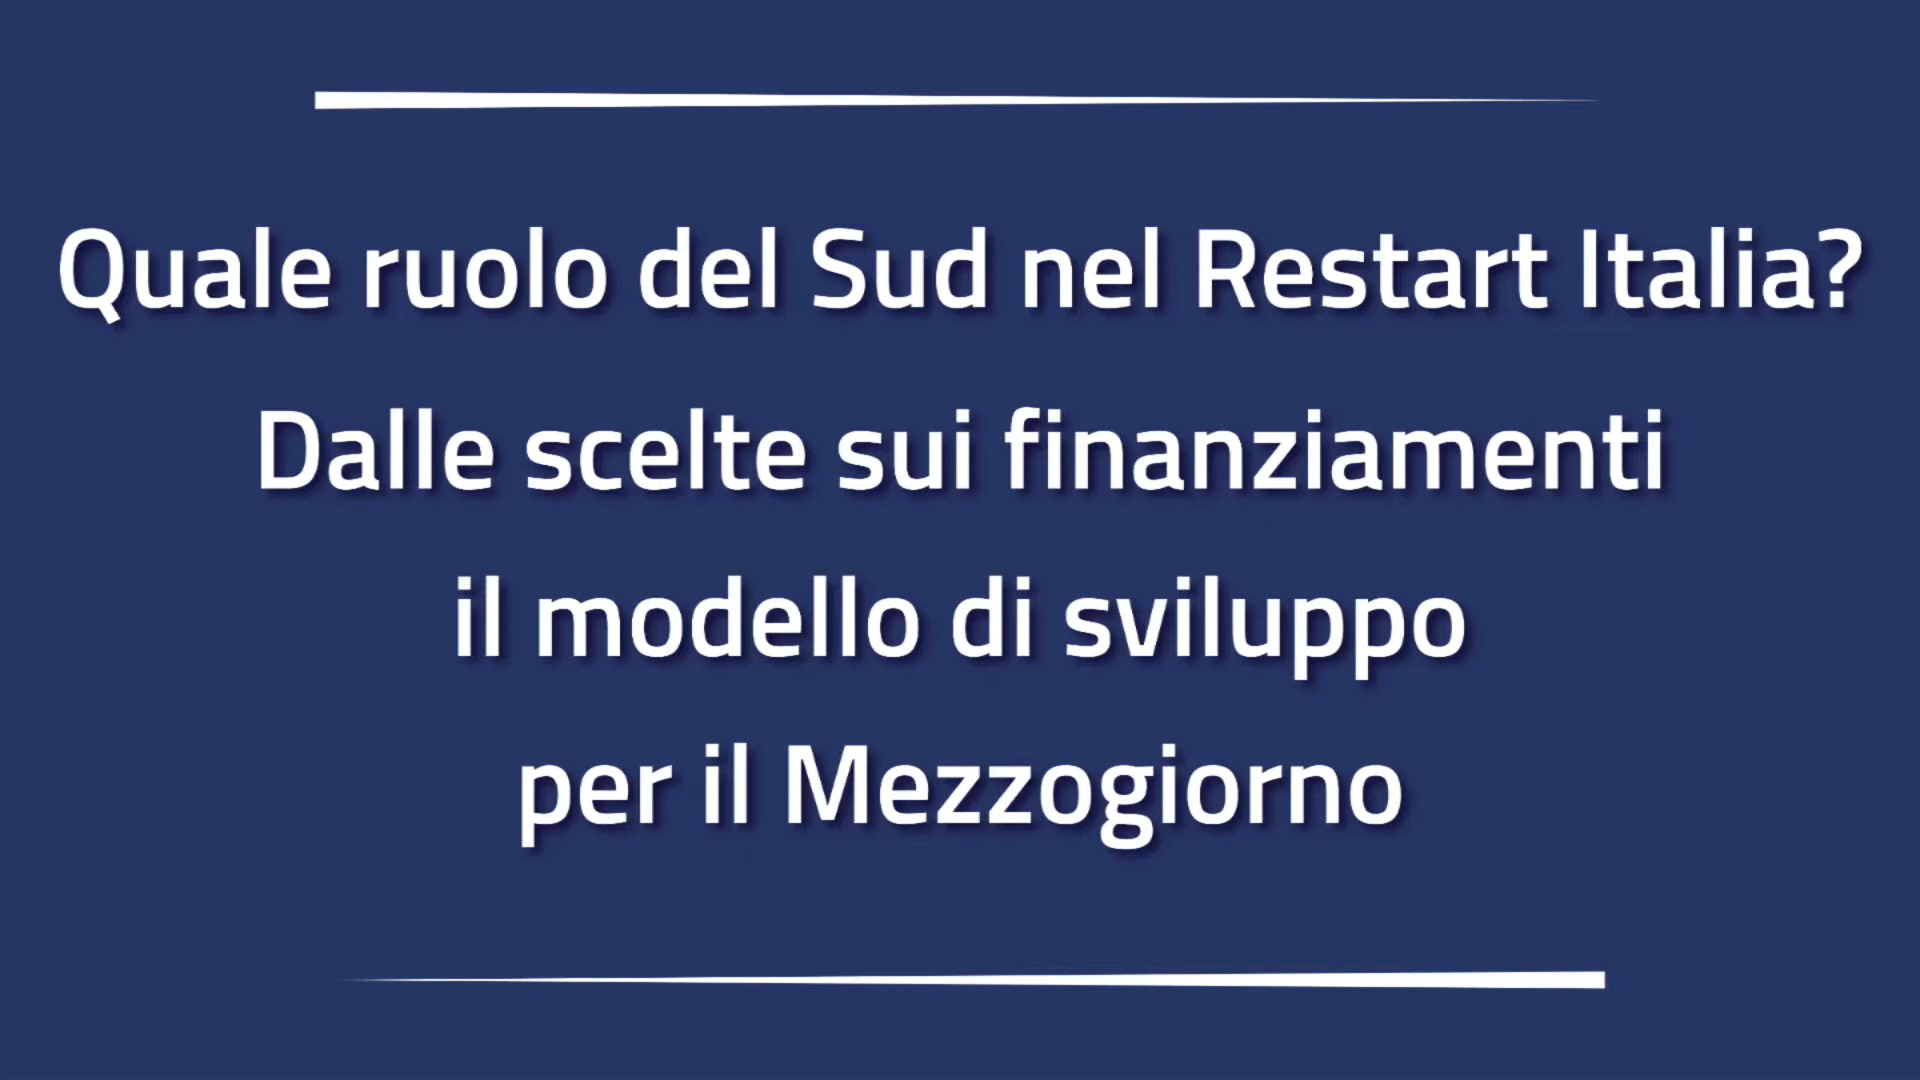 Quale ruolo del Sud nel Restart Italia?
Dalle scelte sui finanziamenti
il modello di sviluppo
per il Mezzogiorno